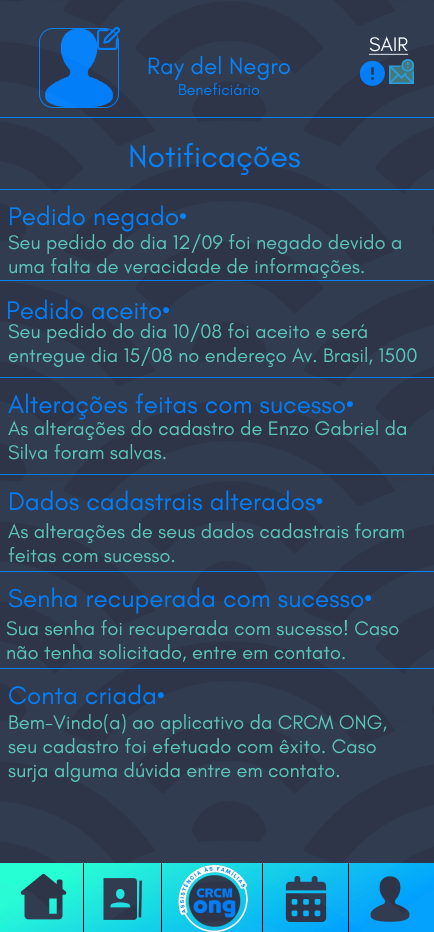 SAIR
Ray del Negro
Beneficiário
Notificações
Pedido negado•
Seu pedido do dia 12/09 foi negado devido a
uma falta de veracidade de informações.
Pedido aceito•
Seu pedido do dia 10/08 foi aceito e será
entregue dia 15/08 no endereço Av. Brasil, 1500
Alterações feitas com sucesso•
As alterações do cadastro de Enzo Gabriel da
Silva foram salvas.
Dados cadastrais alterados•
As alterações de seus dados cadastrais foram
feitas com sucesso.
Senha recuperada com sucesso•
Sua senha foi recuperada com sucesso! Caso
não tenha solicitado, entre em contato.
Conta criada•
Bem-Vindo(a) ao aplicativo da CRCM ONG,
seu cadastro foi efetuado com êxito. Caso
surja alguma dúvida entre em contato.
ASSISTÊNCIA ÀS FAMÍLIAS
CRCM
ong